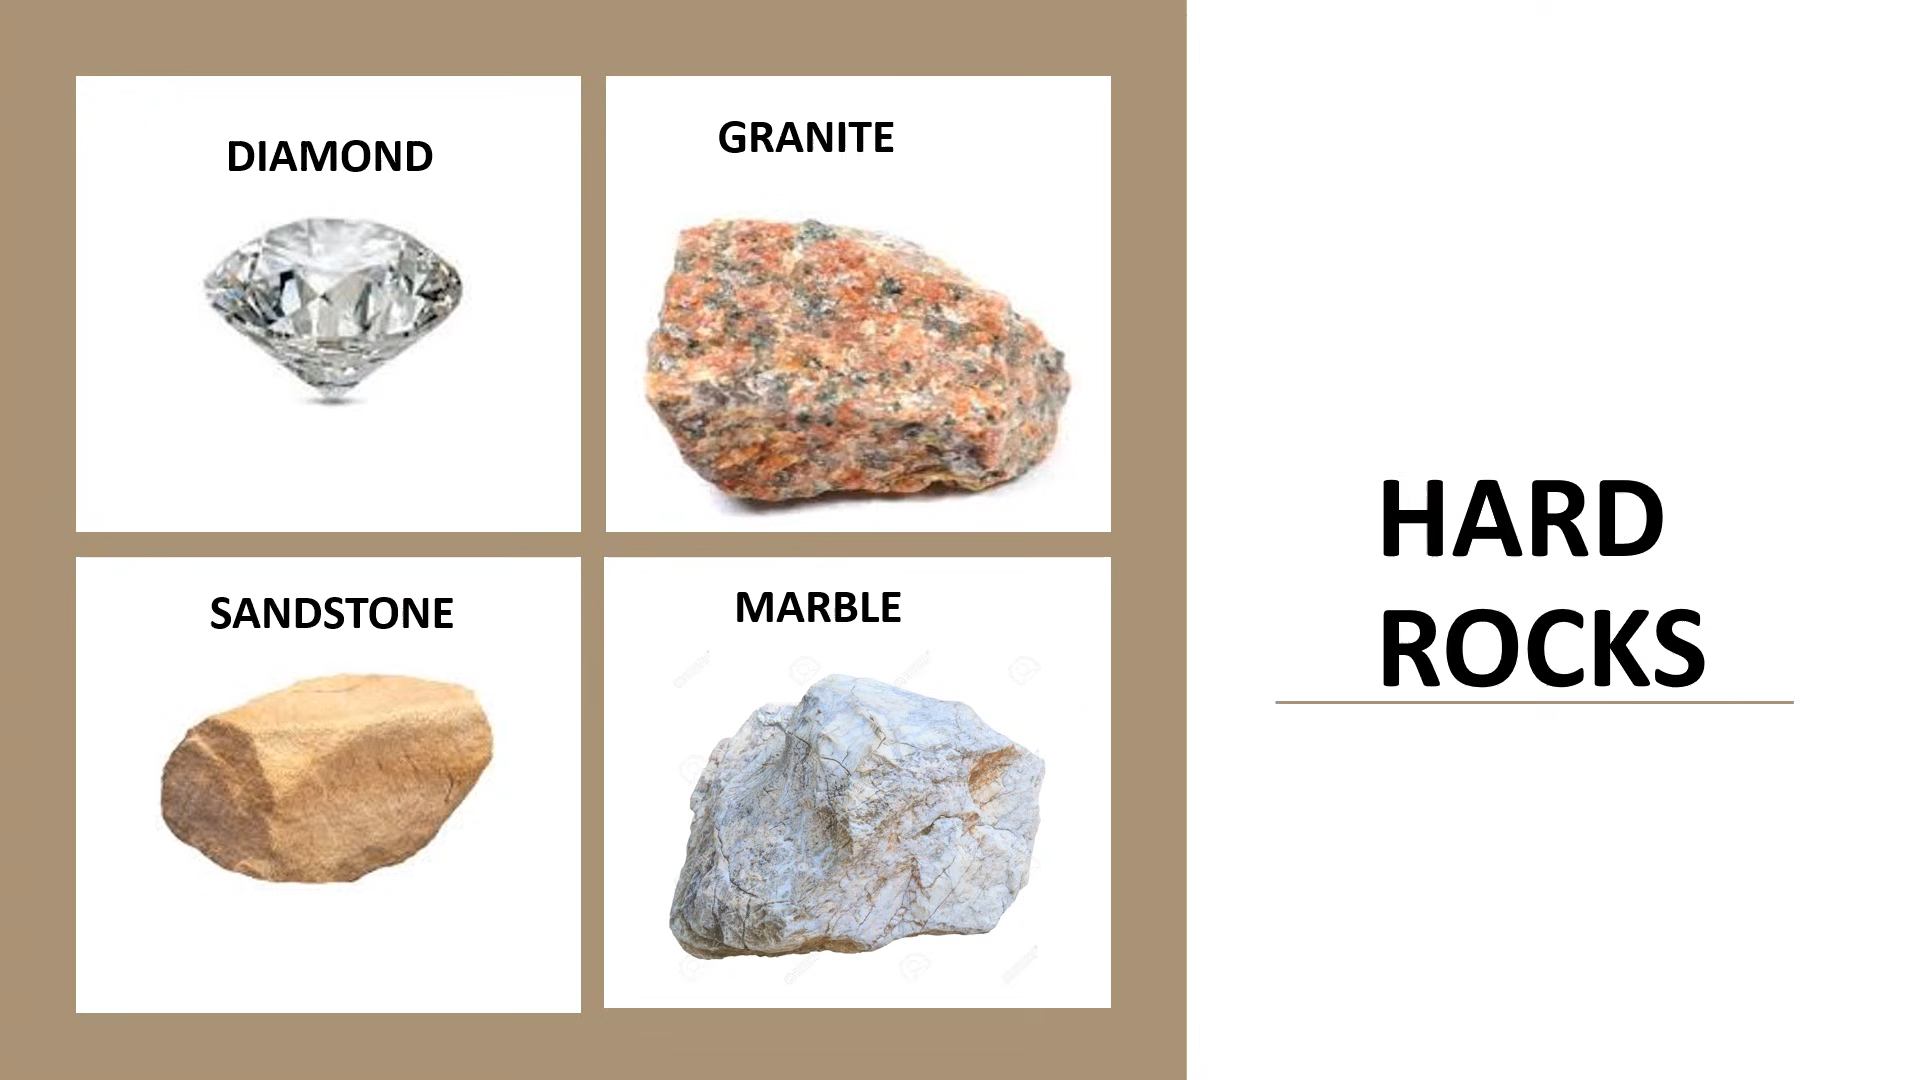 DIAMOND
GRANITE
SANDSTONE
MARBLE
HARD
ROCKS